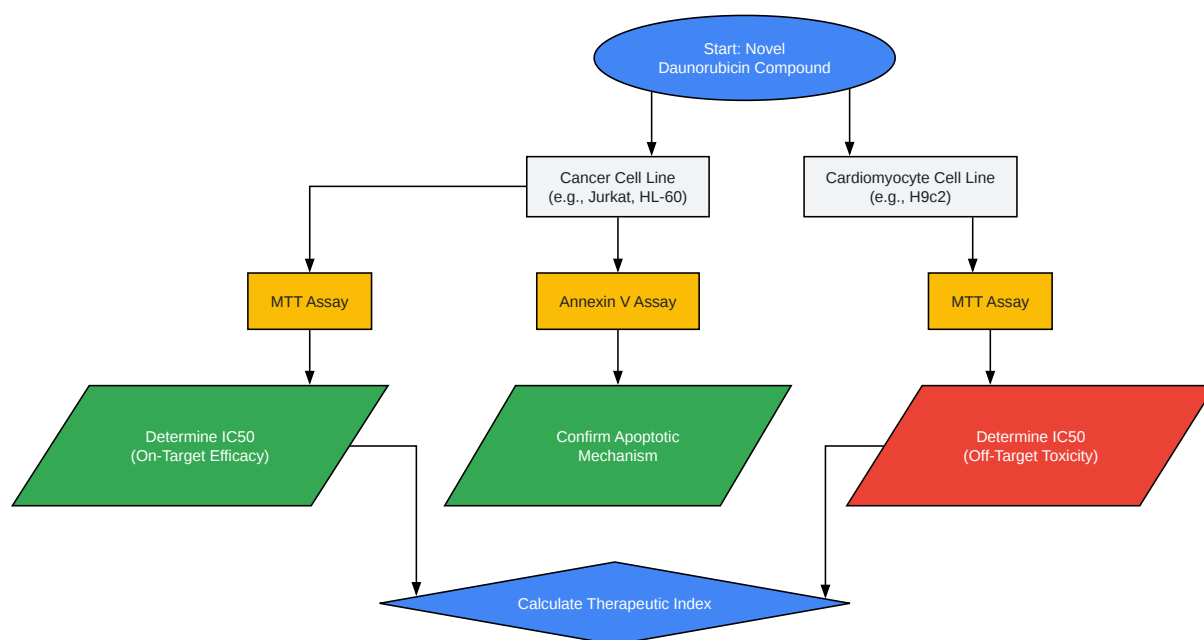 Start: Novel
Daunorubicin Compound
Cancer Cell Line
(e.g., Jurkat, HL-60)
Cardiomyocyte Cell Line
(e.g., H9c2)
MTT Assay
Annexin V Assay
MTT Assay
Determine IC50
(On-Target Efficacy)
Confirm Apoptotic
Mechanism
Determine IC50
(Off-Target Toxicity)
Calculate Therapeutic Index